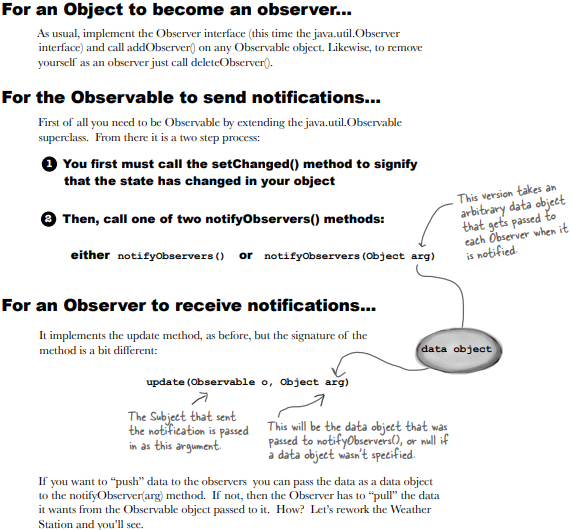 For an Object to become an observer...
As usual, implement the Observer interface (this time the java.util.Observer
interface) and call addObserver() on any Observable object. Likewise, to remove
yourself as an observer just call deleteObserver().
For the Observable to send notifications...
First of all you need to be Observable by extending the java.util.Observable
superclass. From there it is a two step process:
1 You first must call the setChanged() method to signify
that the state has changed in your object
2 Then, call one of two notifyObservers() methods:
either notifyObservers() or notifyObservers(Object arg)
This version takes an
arbitrary data object
that gets passed to
each Observer when it
is notified.
For an Observer to receive notifications...
It implements the update method, as before, but the signature of the
method is a bit different:
data object
update(Observable o, Object arg)
The Subject that sent
the notification is passed
in as this argument.
This will be the data object that was
passed to notifyObservers(), or null if
a data object wasn't specified.
If you want to “push” data to the observers you can pass the data as a data object
to the notifyObserver(arg) method. If not, then the Observer has to “pull” the data
it wants from the Observable object passed to it. How? Let’s rework the Weather
Station and you’ll see.